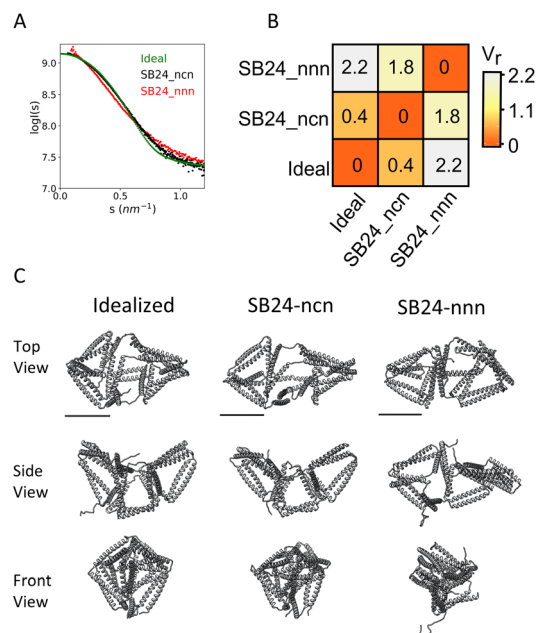 A
Ideal
SB24_ncn
SB24_nnn
9.0
8.5
8.0
7.5
7.0
logI(s)
0.0 0.5 1.0
s (nm⁻¹)
B
SB24_nnn 2.2 1.8 0
SB24_ncn 0.4 0 1.8
Ideal 0 0.4 2.2
Ideal SB24_ncn SB24_nnn
Vr
2.2
1.1
0
C
Idealized SB24-ncn SB24-nnn
Top
View
Side
View
Front
View